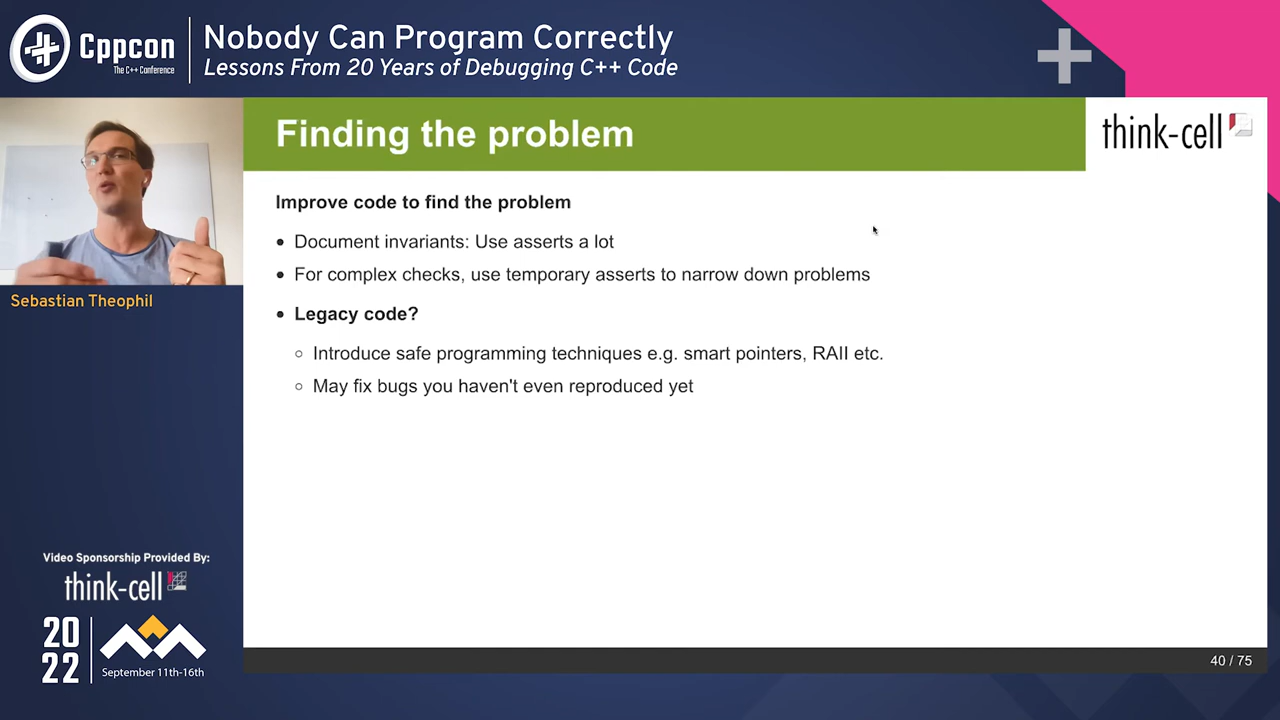 Cppcon
The C++ Conference
Nobody Can Program Correctly
Lessons From 20 Years of Debugging C++ Code
Finding the problem
think-cell
Improve code to find the problem
• Document invariants: Use asserts a lot
• For complex checks, use temporary asserts to narrow down problems
• Legacy code?
○ Introduce safe programming techniques e.g. smart pointers, RAII etc.
○ May fix bugs you haven't even reproduced yet
Sebastian Theophil
Video Sponsorship Provided By:
think-cell
20
22
September 11th-16th
40 / 75